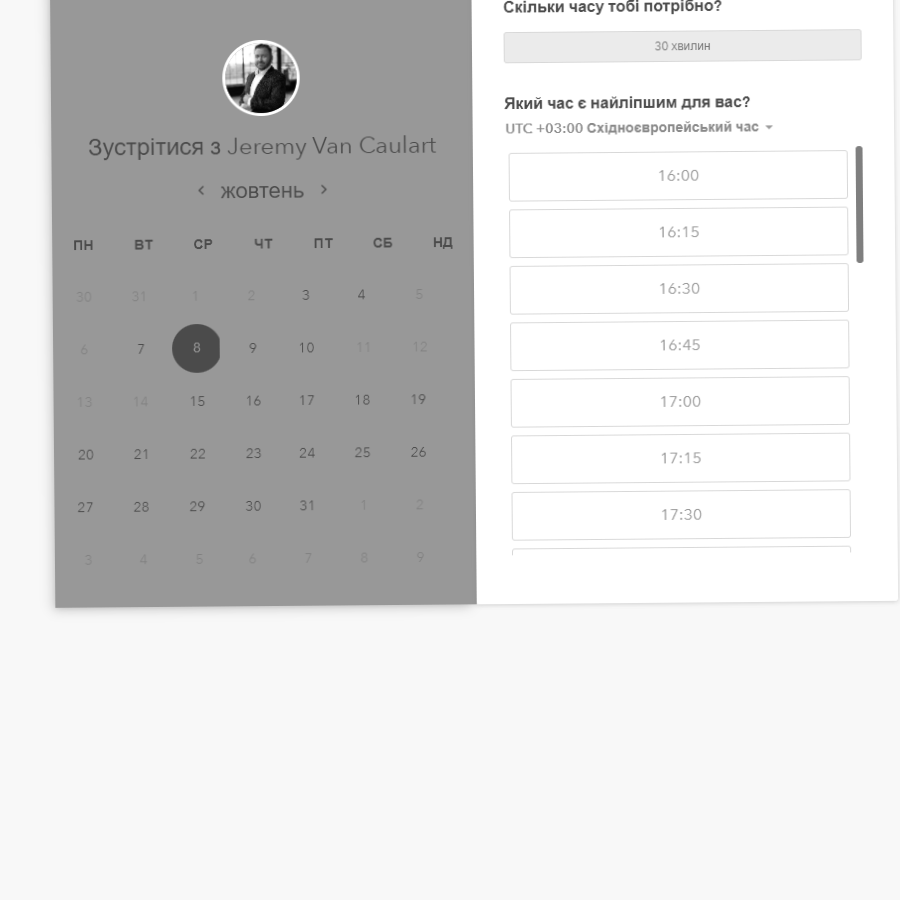 Зустрітися з Jeremy Van Caulart
жовтень
ПН ВТ СР ЧТ ПТ СБ НД
30 31 1 2 3 4 5
6 7 8 9 10 11 12
13 14 15 16 17 18 19
20 21 22 23 24 25 26
27 28 29 30 31 1 2
3 4 5 6 7 8 9
Скільки часу тобі потрібно?
30 хвилин
Який час є найліпшим для вас?
UTC +03:00 Східноєвропейський час
16:00
16:15
16:30
16:45
17:00
17:15
17:30